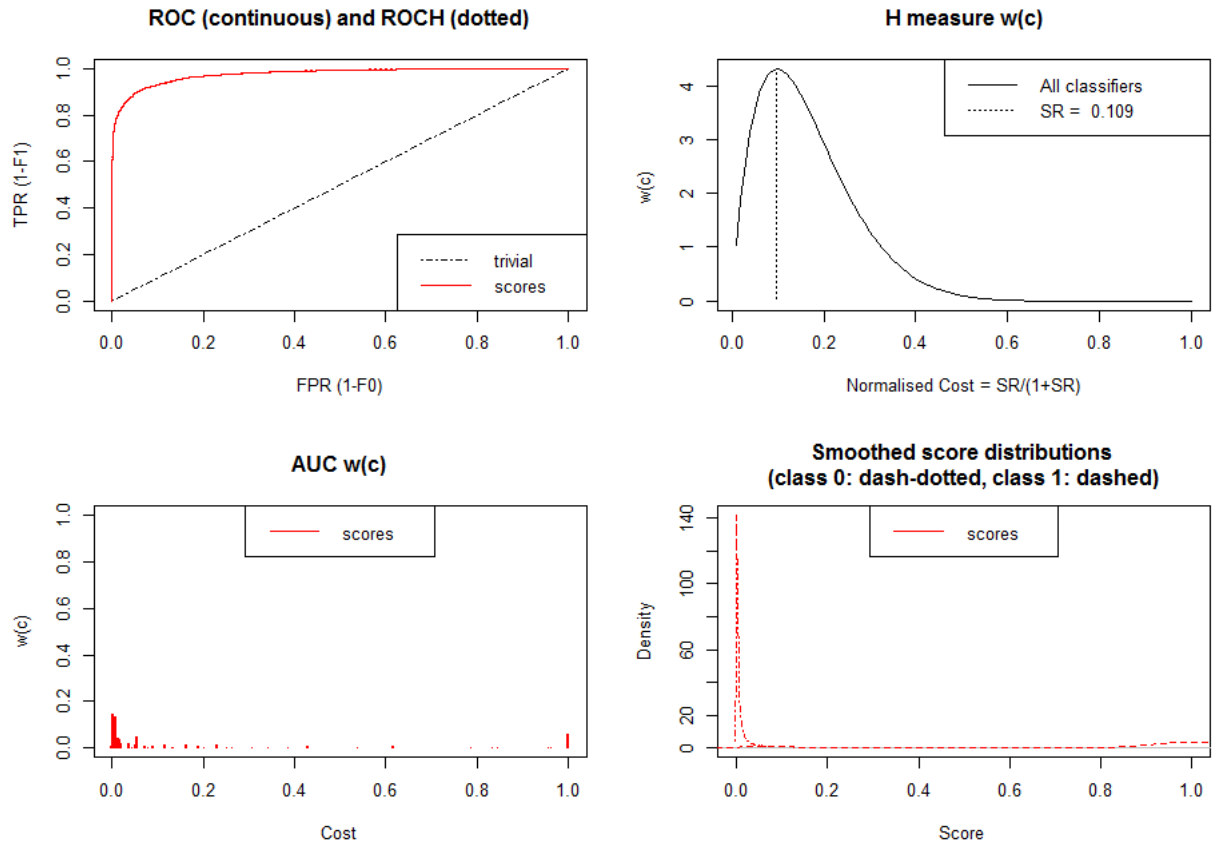 ROC (continuous) and ROCH (dotted)
TPR (1-F1)
1.0
0.8
0.6
0.4
0.2
0.0
trivial
scores
0.0 0.2 0.4 0.6 0.8 1.0
FPR (1-F0)
H measure w(c)
w(c)
4
3
2
1
0
All classifiers
SR = 0.109
0.0 0.2 0.4 0.6 0.8 1.0
Normalised Cost = SR/(1+SR)
AUC w(c)
w(c)
1.0
0.8
0.6
0.4
0.2
0.0
scores
0.0 0.2 0.4 0.6 0.8 1.0
Cost
Smoothed score distributions
(class 0: dash-dotted, class 1: dashed)
Density
140
100
60
20
0
scores
0.0 0.2 0.4 0.6 0.8 1.0
Score